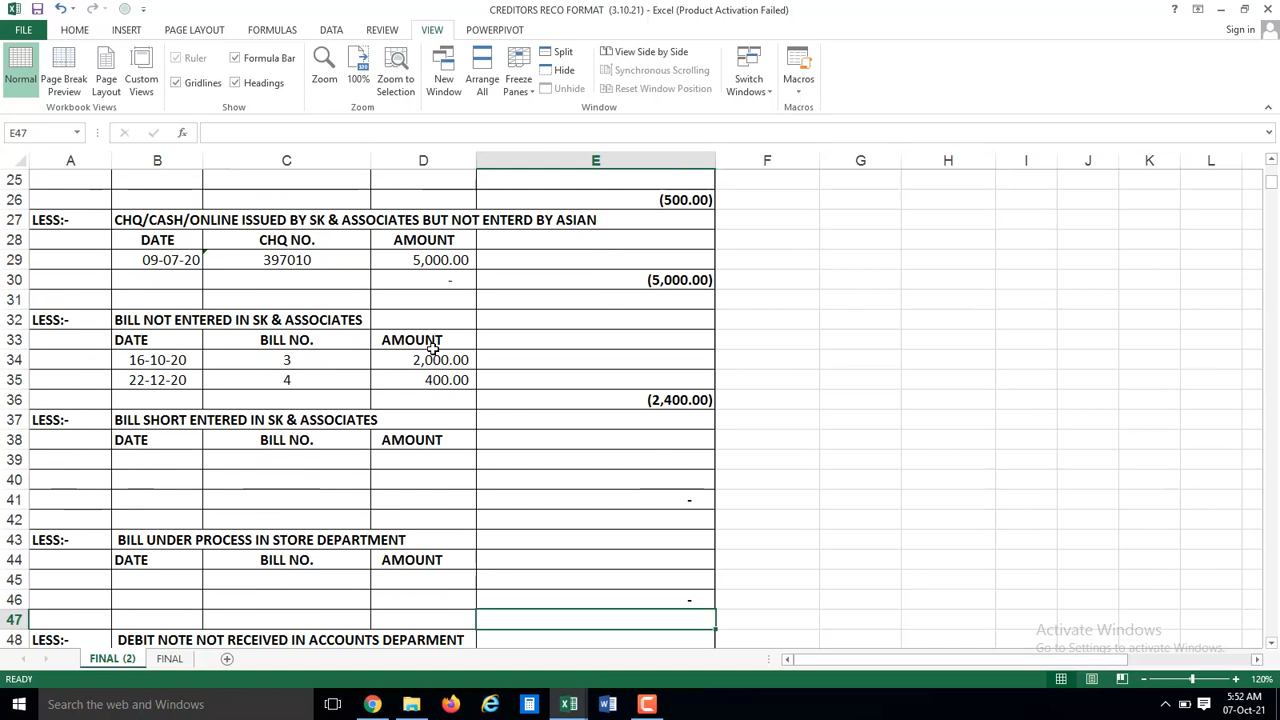 CREDITORS RECO FORMAT (3.10.21) - Excel (Product Activation Failed)
FILE HOME INSERT PAGE LAYOUT FORMULAS DATA REVIEW VIEW POWERPIVOT Sign in
Normal Page Break Preview Page Layout Custom Views
Ruler Formula Bar
Gridlines Headings
Zoom 100% Zoom to Selection
New Window Arrange All Freeze Panes
Split
Hide
Unhide
View Side by Side
Synchronous Scrolling
Reset Window Position
Switch Windows Macros
Workbook Views Show Zoom Window Macros
E47 fx
A B C D E F G H I J K L
25
26 (500.00)
27 LESS:- CHQ/CASH/ONLINE ISSUED BY SK & ASSOCIATES BUT NOT ENTERD BY ASIAN
28 DATE CHQ NO. AMOUNT
29 09-07-20 397010 5,000.00
30 - (5,000.00)
31
32 LESS:- BILL NOT ENTERED IN SK & ASSOCIATES
33 DATE BILL NO. AMOUNT
34 16-10-20 3 2,000.00
35 22-12-20 4 400.00
36 (2,400.00)
37 LESS:- BILL SHORT ENTERED IN SK & ASSOCIATES
38 DATE BILL NO. AMOUNT
39
40
41 -
42
43 LESS:- BILL UNDER PROCESS IN STORE DEPARTMENT
44 DATE BILL NO. AMOUNT
45
46 -
47
48 LESS:- DEBIT NOTE NOT RECEIVED IN ACCOUNTS DEPARMENT
Activate Windows
Go to Settings to activate Windows.
FINAL (2) FINAL
READY 120%
Search the web and Windows
5:52 AM
07-Oct-21